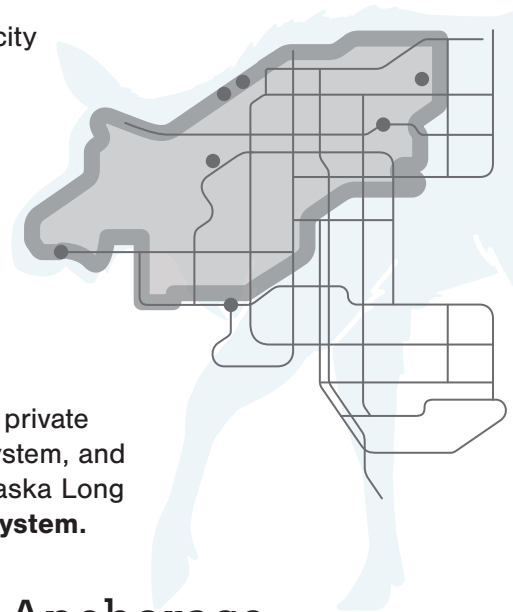 city
private
ystem, and
aska Long
ystem.
Anchorage